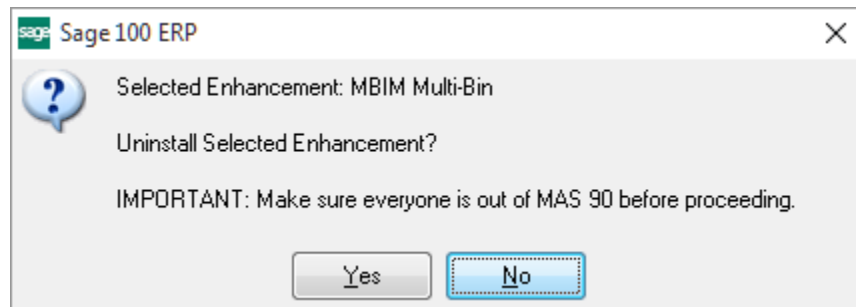 sage Sage 100 ERP
Selected Enhancement: MBIM Multi-Bin
Uninstall Selected Enhancement?
IMPORTANT: Make sure everyone is out of MAS 90 before proceeding.
Yes No